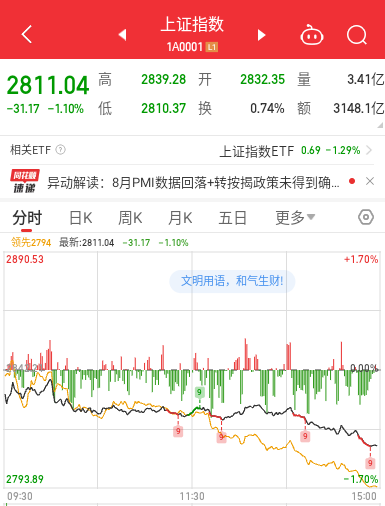 上证指数
1A0001 L1
2811.04
-31.17 -1.10%
高 2839.28 开 2832.35 量 3.41亿
低 2810.37 换 0.74% 额 3148.1亿
相关ETF ? 上证指数ETF 0.69 -1.29%
同花顺
速递
异动解读：8月PMI数据回落+转按揭政策未得到确...
分时 日K 周K 月K 五日 更多
领先2794 最新:2811.04 -31.17 -1.10%
2890.53 +1.70%
文明用语，和气生财!
0.00%
9
9
9
9
9
2793.89 -1.70%
09:30 11:30 15:00